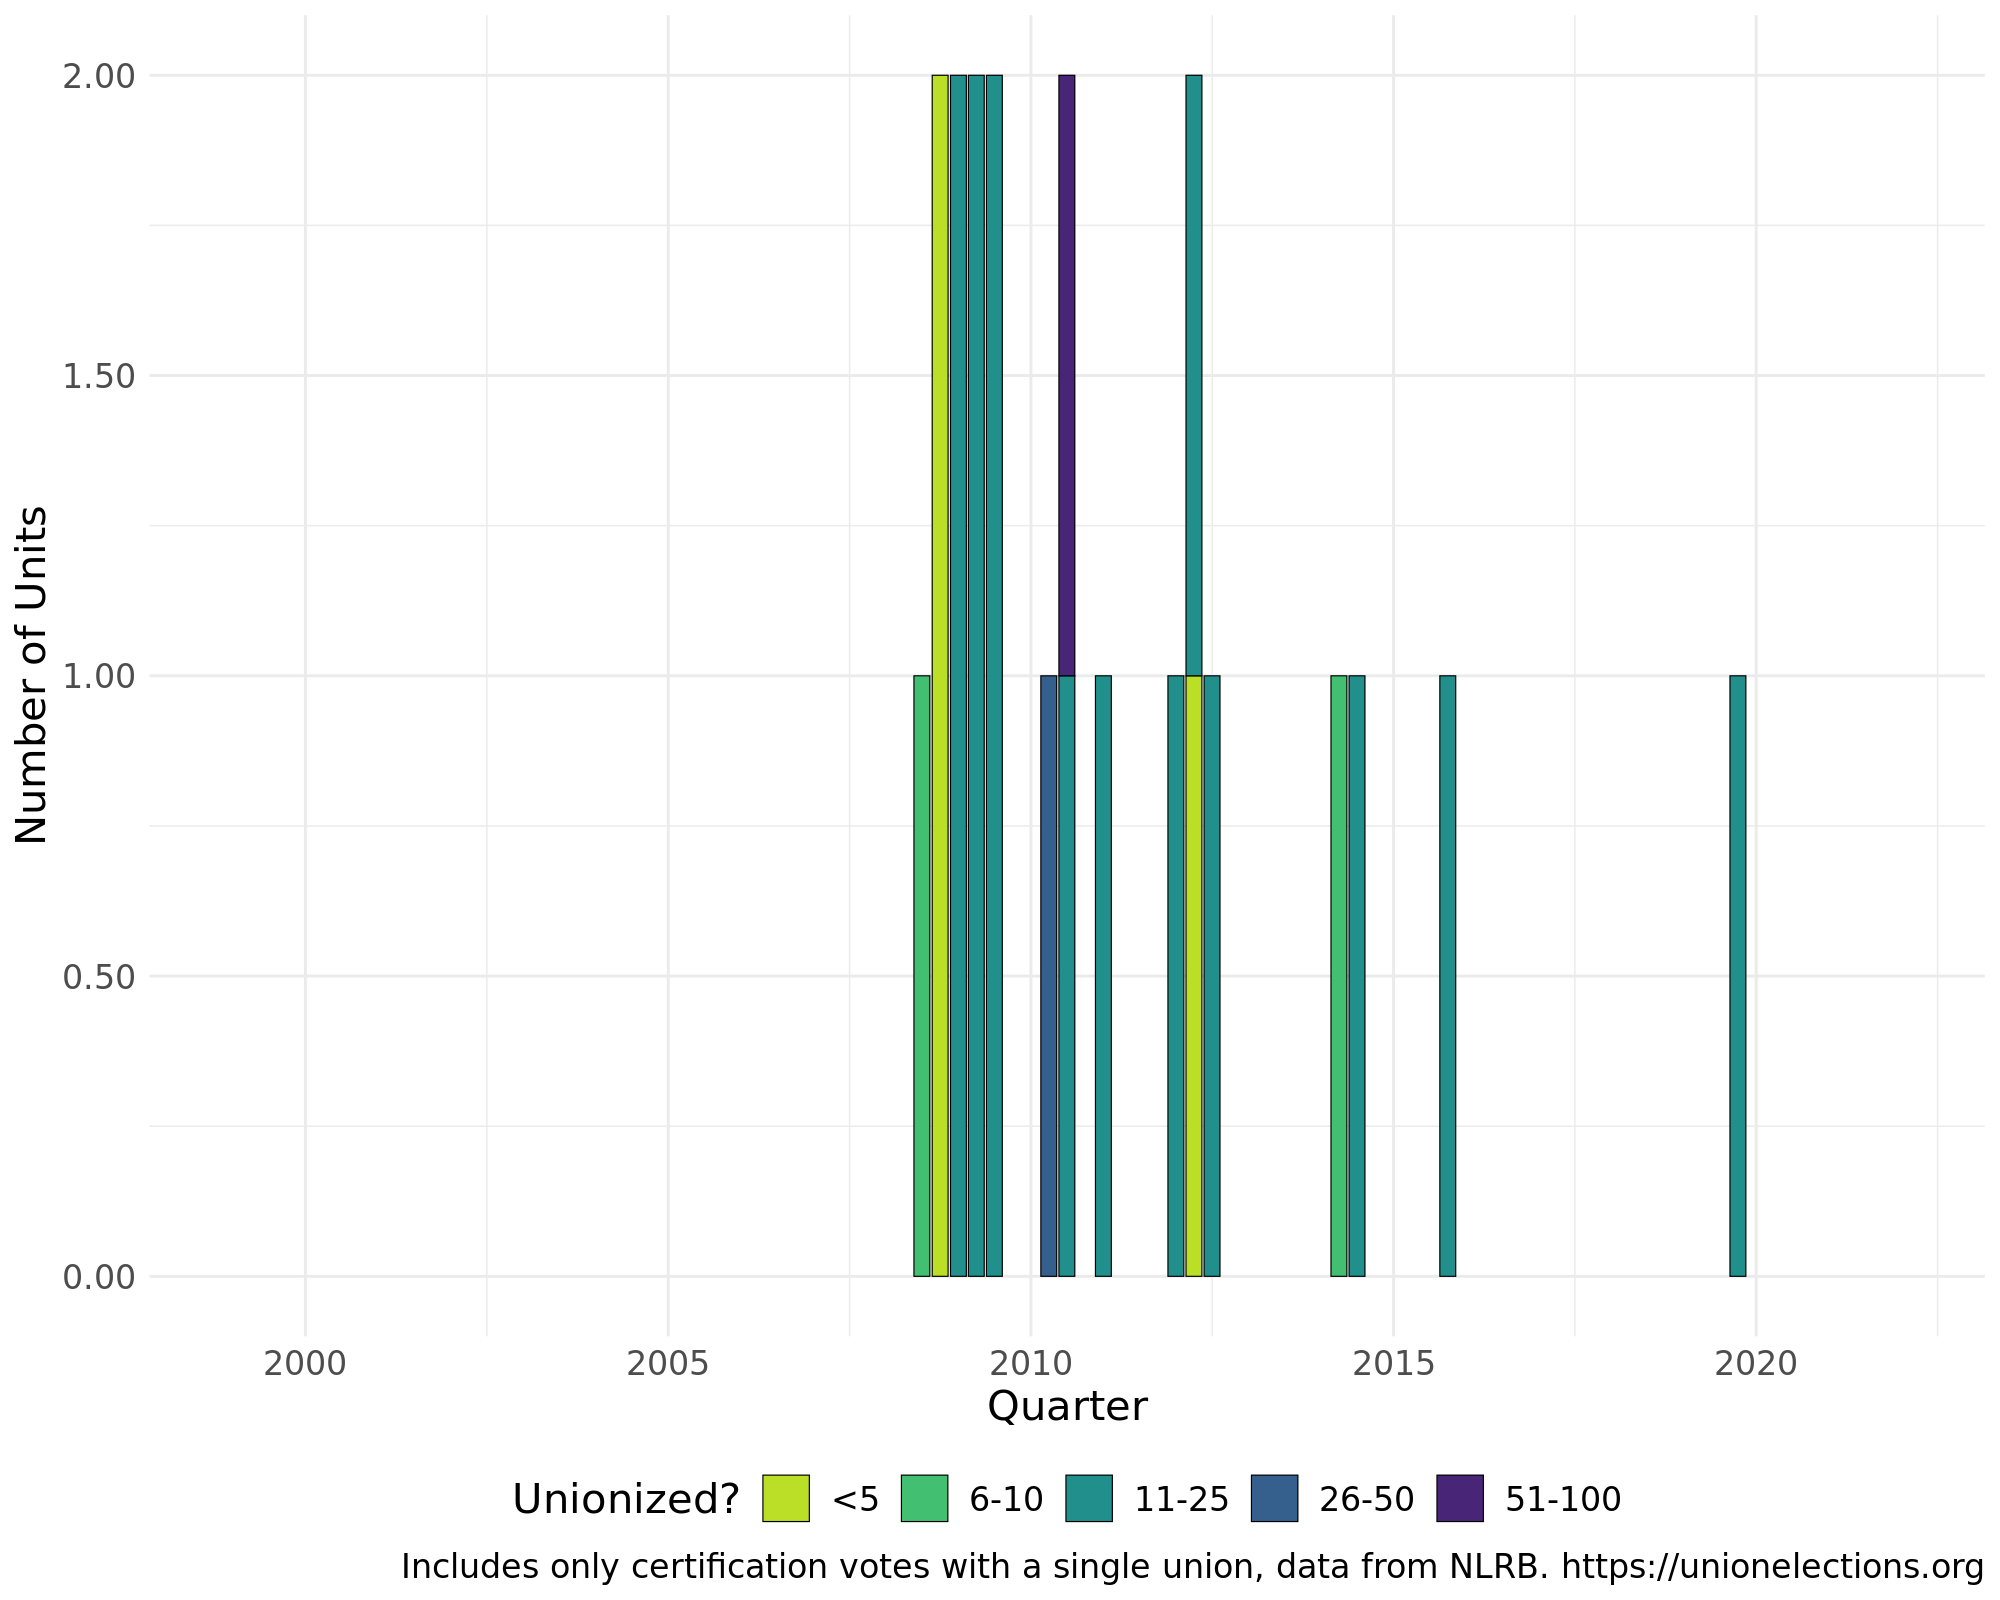 2.00
1.50
1.00
0.50
0.00
Number of Units
2000 2005 2010 2015 2020
Quarter
Unionized? <5 6-10 11-25 26-50 51-100
Includes only certification votes with a single union, data from NLRB. https://unionelections.org